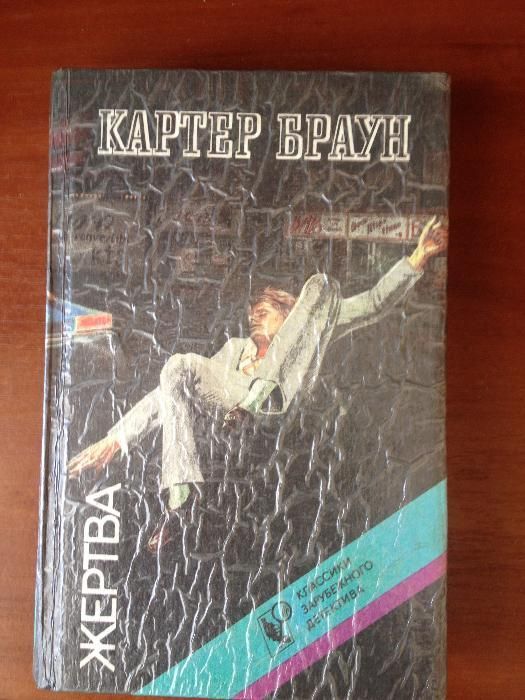 КАРТЕР БРАУН
ЖЕРТВА
КЛАССИКИ
ЗАРУБЕЖНОГО
ДЕТЕКТИВА